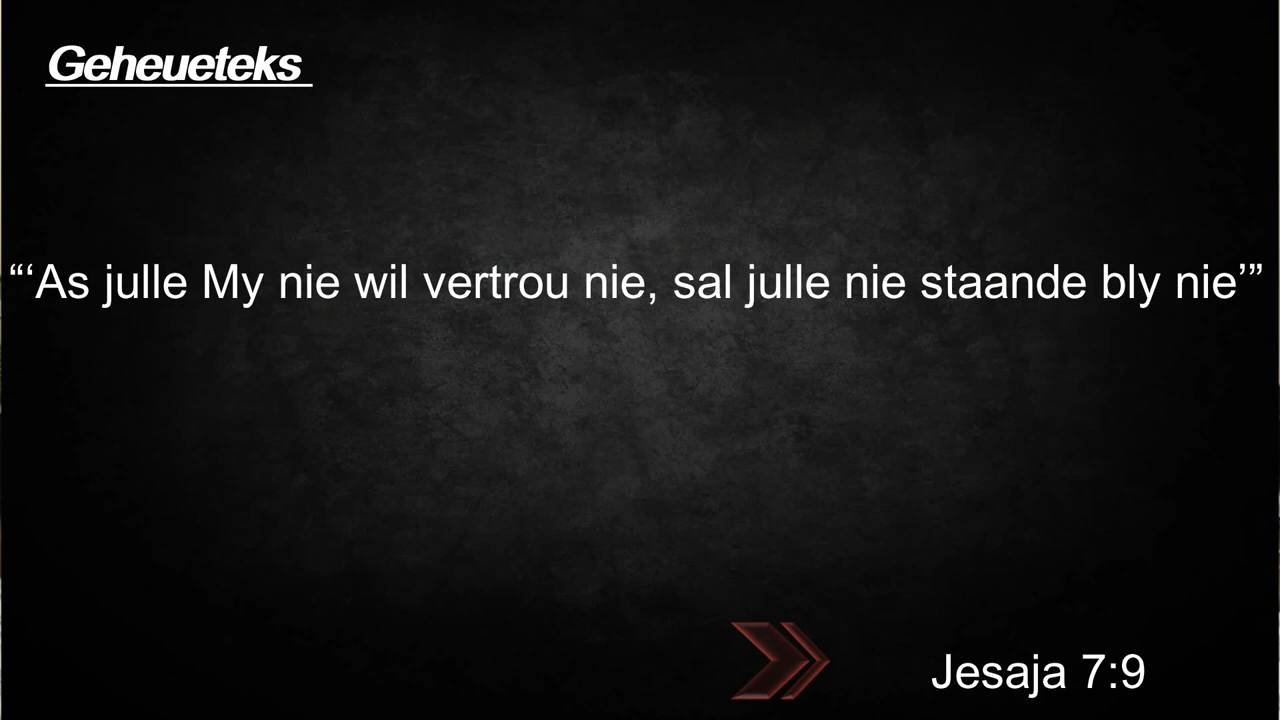 Geheueteks
“‘As julle My nie wil vertrou nie, sal julle nie staande bly nie’”
Jesaja 7:9